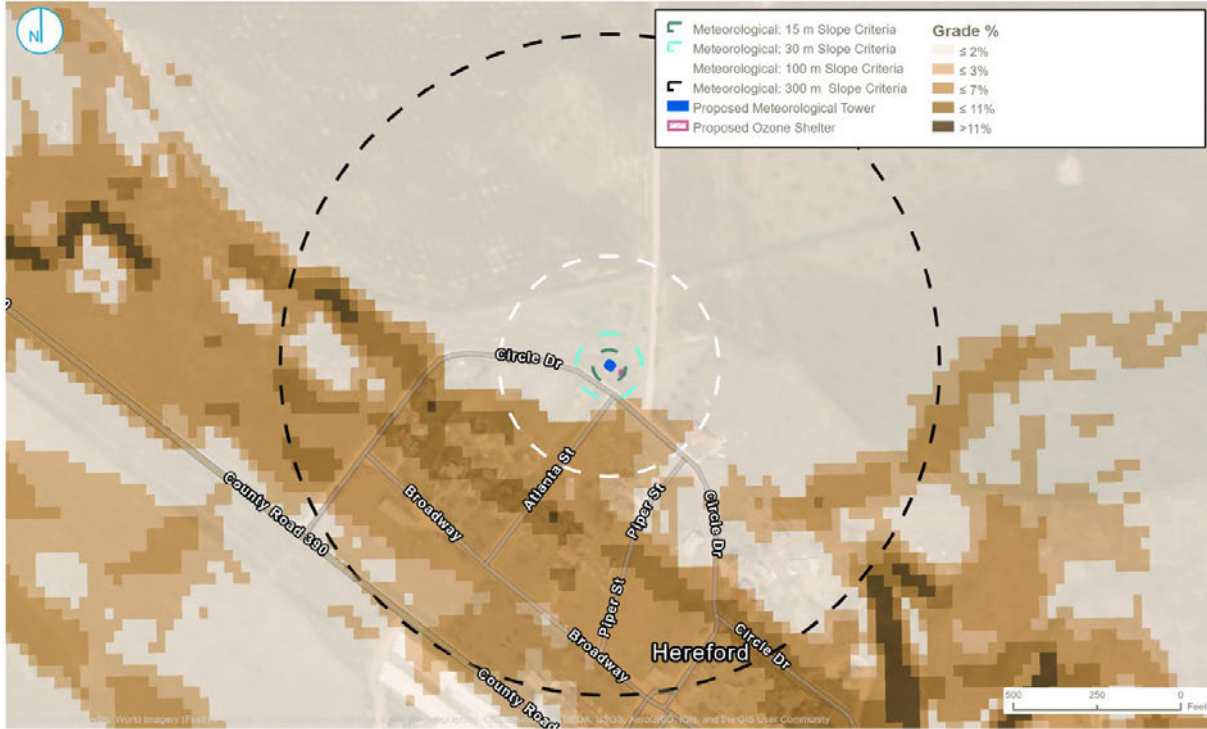 N
Meteorological: 15 m Slope Criteria
Meteorological: 30 m Slope Criteria
Meteorological: 100 m Slope Criteria
Meteorological: 300 m Slope Criteria
Proposed Meteorological Tower
Proposed Ozone Shelter
Grade %
≤ 2%
≤ 3%
≤ 7%
≤ 11%
>11%
Circle Dr
Atlanta St
Broadway
County Road 390
Piper St
Circle Dr
Piper St
Broadway
Hereford
Circle Dr
County Road
500 250 0
Feet
World Imagery
USDA, USGS, AeroGRID, IGN, and the GIS User Community